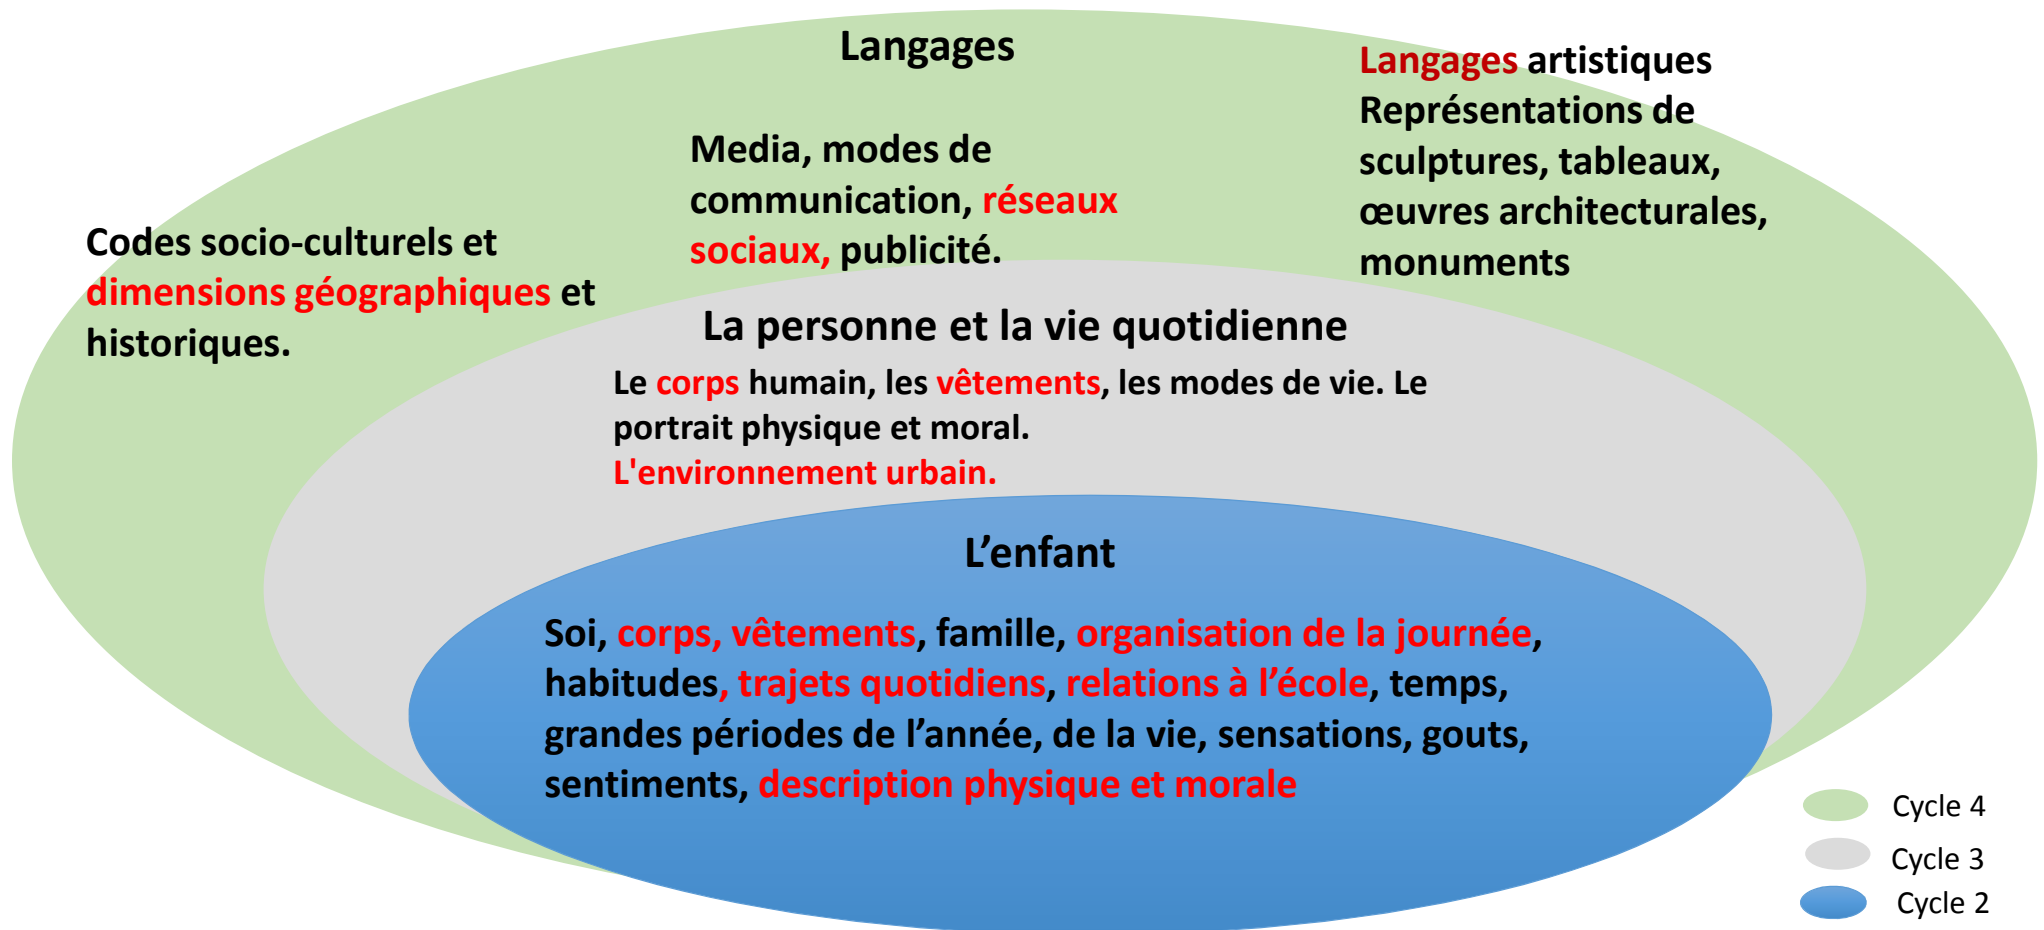 Langages
Langages artistiques
Représentations de
sculptures, tableaux,
œuvres architecturales,
monuments
Media, modes de
communication, réseaux
sociaux, publicité.
Codes socio-culturels et
dimensions géographiques et
historiques.
La personne et la vie quotidienne
Le corps humain, les vêtements, les modes de vie. Le
portrait physique et moral.
L'environnement urbain.
L’enfant
Soi, corps, vêtements, famille, organisation de la journée,
habitudes, trajets quotidiens, relations à l’école, temps,
grandes périodes de l’année, de la vie, sensations, gouts,
sentiments, description physique et morale
Cycle 4
Cycle 3
Cycle 2